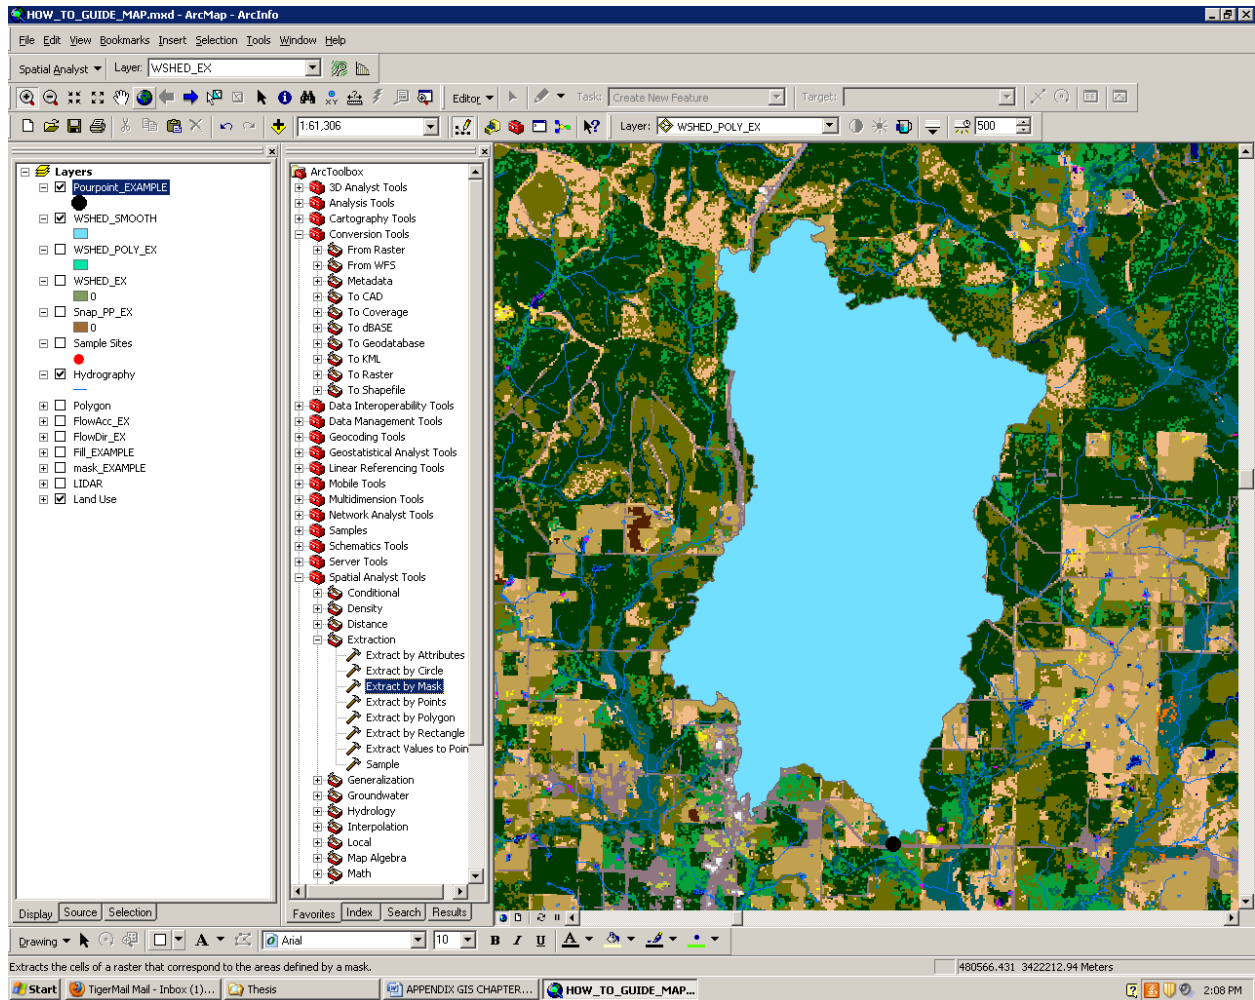 HOW_TO_GUIDE_MAP.mxd - ArcMap - ArcInfo
File Edit View Bookmarks Insert Selection Tools Window Help
Spatial Analyst Layer: WSHED_EX
Editor Task: Create New Feature Target:
1:61,306 Layer: WSHED_POLY_EX 500
Layers
Pourpoint_EXAMPLE
WSHED_SMOOTH
WSHED_POLY_EX
WSHED_EX
0
Snap_PP_EX
0
Sample Sites
Hydrography
Polygon
FlowAcc_EX
FlowDir_EX
Fill_EXAMPLE
mask_EXAMPLE
LIDAR
Land Use
Display Source Selection
ArcToolbox
3D Analyst Tools
Analysis Tools
Cartography Tools
Conversion Tools
From Raster
From WFS
Metadata
To CAD
To Coverage
To dBASE
To Geodatabase
To KML
To Raster
To Shapefile
Data Interoperability Tools
Data Management Tools
Geocoding Tools
Geostatistical Analyst Tools
Linear Referencing Tools
Mobile Tools
Multidimension Tools
Network Analyst Tools
Samples
Schematics Tools
Server Tools
Spatial Analyst Tools
Conditional
Density
Distance
Extraction
Extract by Attributes
Extract by Circle
Extract by Mask
Extract by Points
Extract by Polygon
Extract by Rectangle
Extract Values to Poin
Sample
Generalization
Groundwater
Hydrology
Interpolation
Local
Map Algebra
Math
Favorites Index Search Results
Drawing A Arial 10 B I U A
Extracts the cells of a raster that correspond to the areas defined by a mask.
480566.431 3422212.94 Meters
Start TigerMail Mail - Inbox (1)... Thesis APPENDIX GIS CHAPTER... HOW_TO_GUIDE_MAP... 2:08 PM